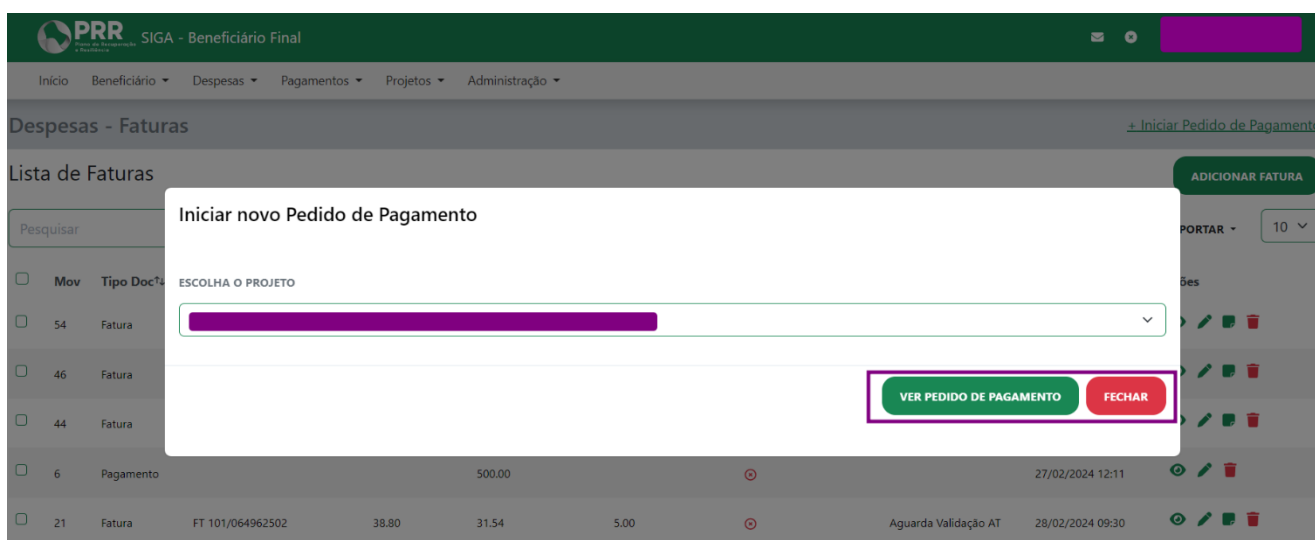 PRR
Plano de Recuperação
e Resiliência
SIGA - Beneficiário Final
Início Beneficiário Despesas Pagamentos Projetos Administração
Despesas - Faturas
+ Iniciar Pedido de Pagamento
Lista de Faturas
ADICIONAR FATURA
Iniciar novo Pedido de Pagamento
Pesquisar
PORTAR
10
Mov Tipo Doc ões
ESCOLHA O PROJETO
54 Fatura
46 Fatura
VER PEDIDO DE PAGAMENTO FECHAR
44 Fatura
6 Pagamento 500.00 27/02/2024 12:11
21 Fatura FT 101/064962502 38.80 31.54 5.00 Aguarda Validação AT 28/02/2024 09:30